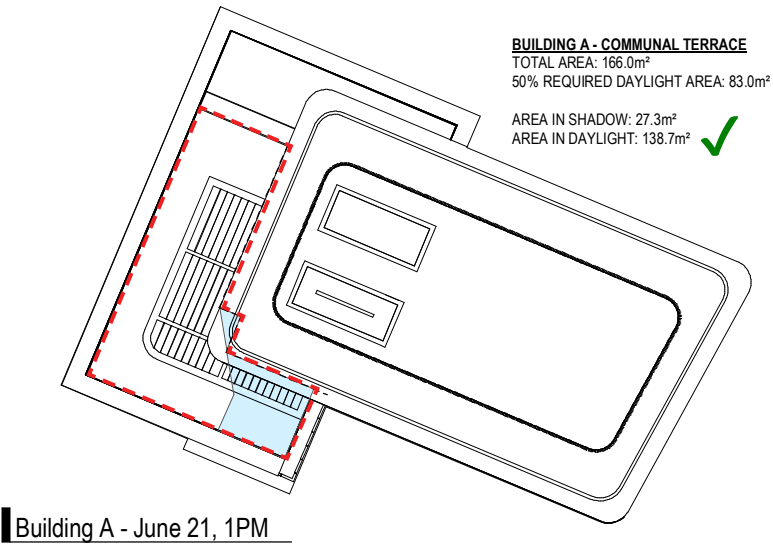 BUILDING A - COMMUNAL TERRACE
TOTAL AREA: 166.0m²
50% REQUIRED DAYLIGHT AREA: 83.0m²
AREA IN SHADOW: 27.3m²
AREA IN DAYLIGHT: 138.7m²
Building A - June 21, 1PM